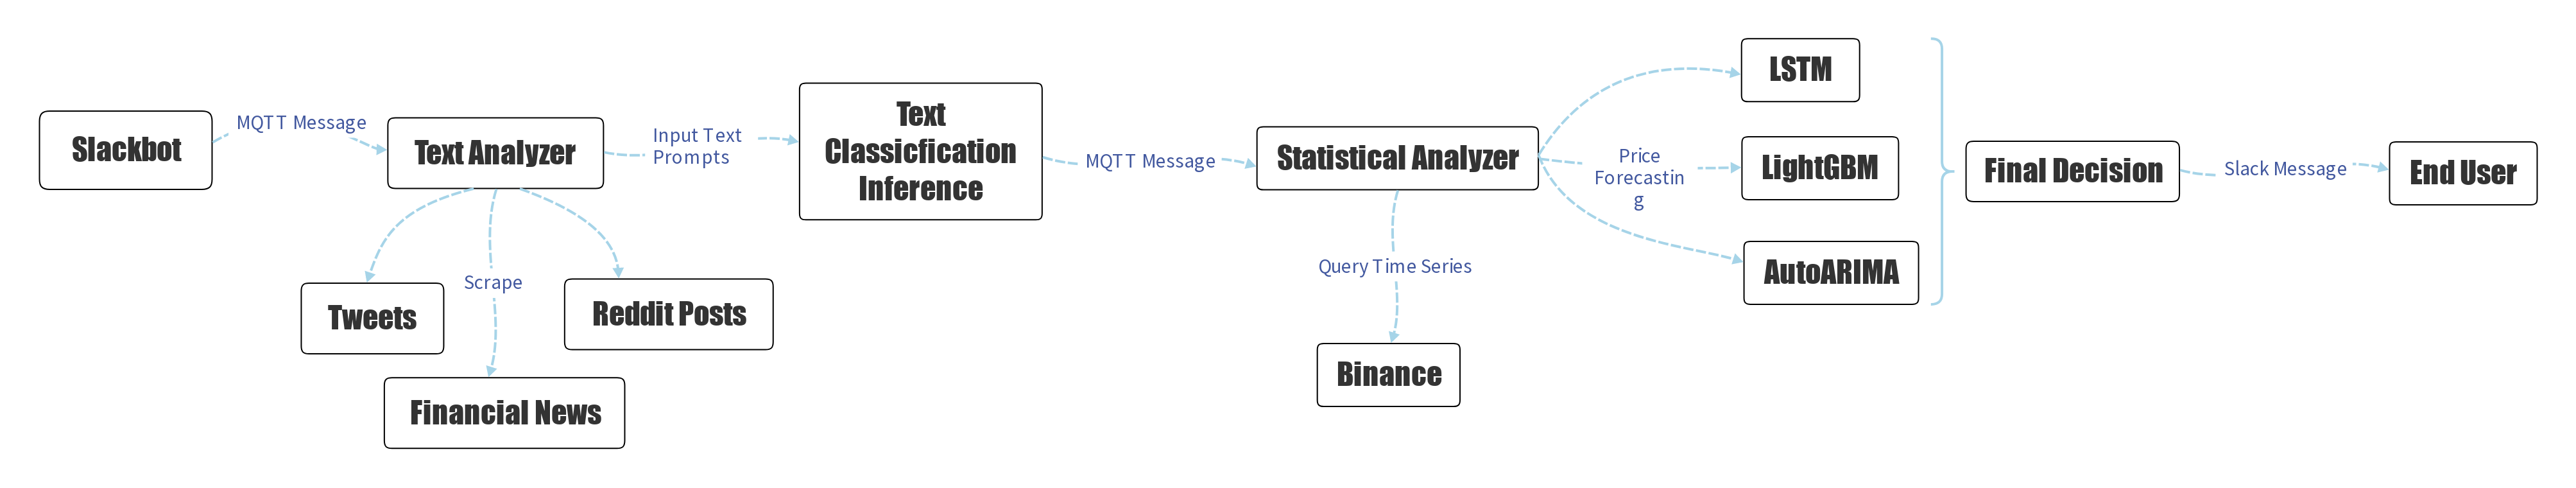 Slackbot
MQTT Message
Text Analyzer
Scrape
Tweets
Financial News
Reddit Posts
Input Text
Prompts
Text
Classicfication
Inference
MQTT Message
Statistical Analyzer
Query Time Series
Binance
Price
Forecastin
g
LSTM
LightGBM
AutoARIMA
Final Decision
Slack Message
End User